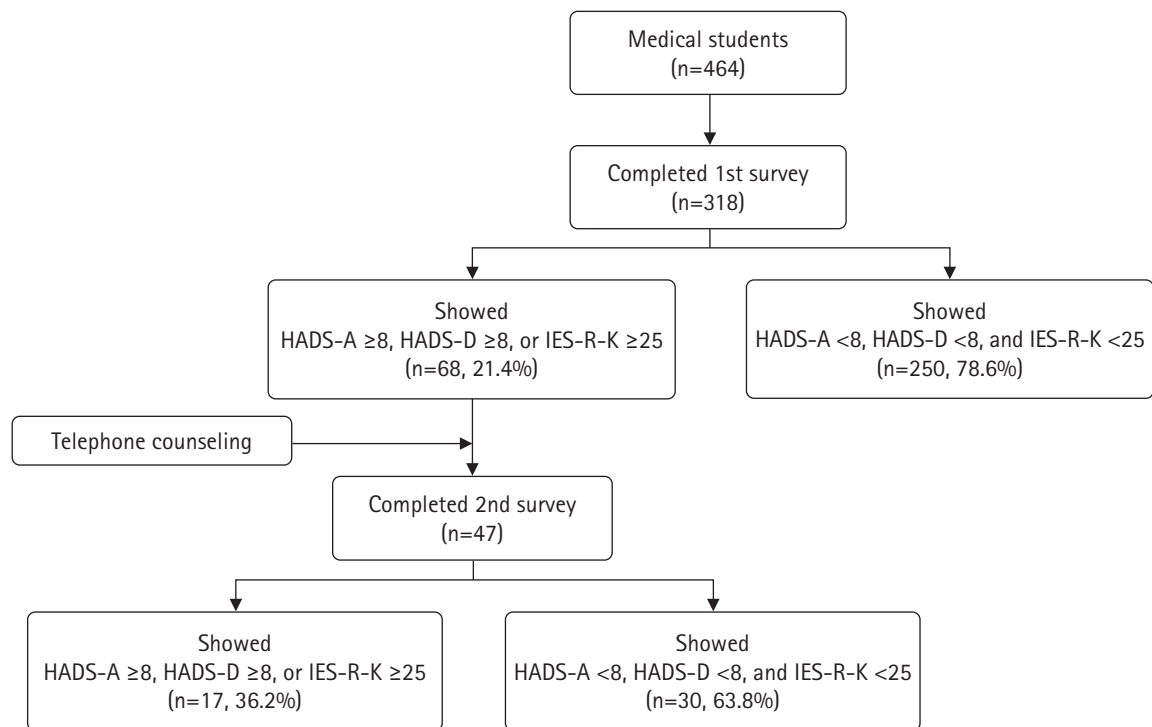 Medical students
(n=464)
Completed 1st survey
(n=318)
Showed
HADS-A ≥8, HADS-D ≥8, or IES-R-K ≥25
(n=68, 21.4%)
Showed
HADS-A <8, HADS-D <8, and IES-R-K <25
(n=250, 78.6%)
Telephone counseling
Completed 2nd survey
(n=47)
Showed
HADS-A ≥8, HADS-D ≥8, or IES-R-K ≥25
(n=17, 36.2%)
Showed
HADS-A <8, HADS-D <8, and IES-R-K <25
(n=30, 63.8%)